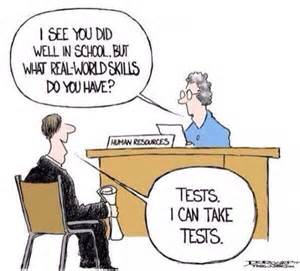 I SEE YOU DID
WELL IN SCHOOL, BUT
WHAT REAL-WORLD SKILLS
DO YOU HAVE?
HUMAN RESOURCES
TESTS.
I CAN TAKE
TESTS.